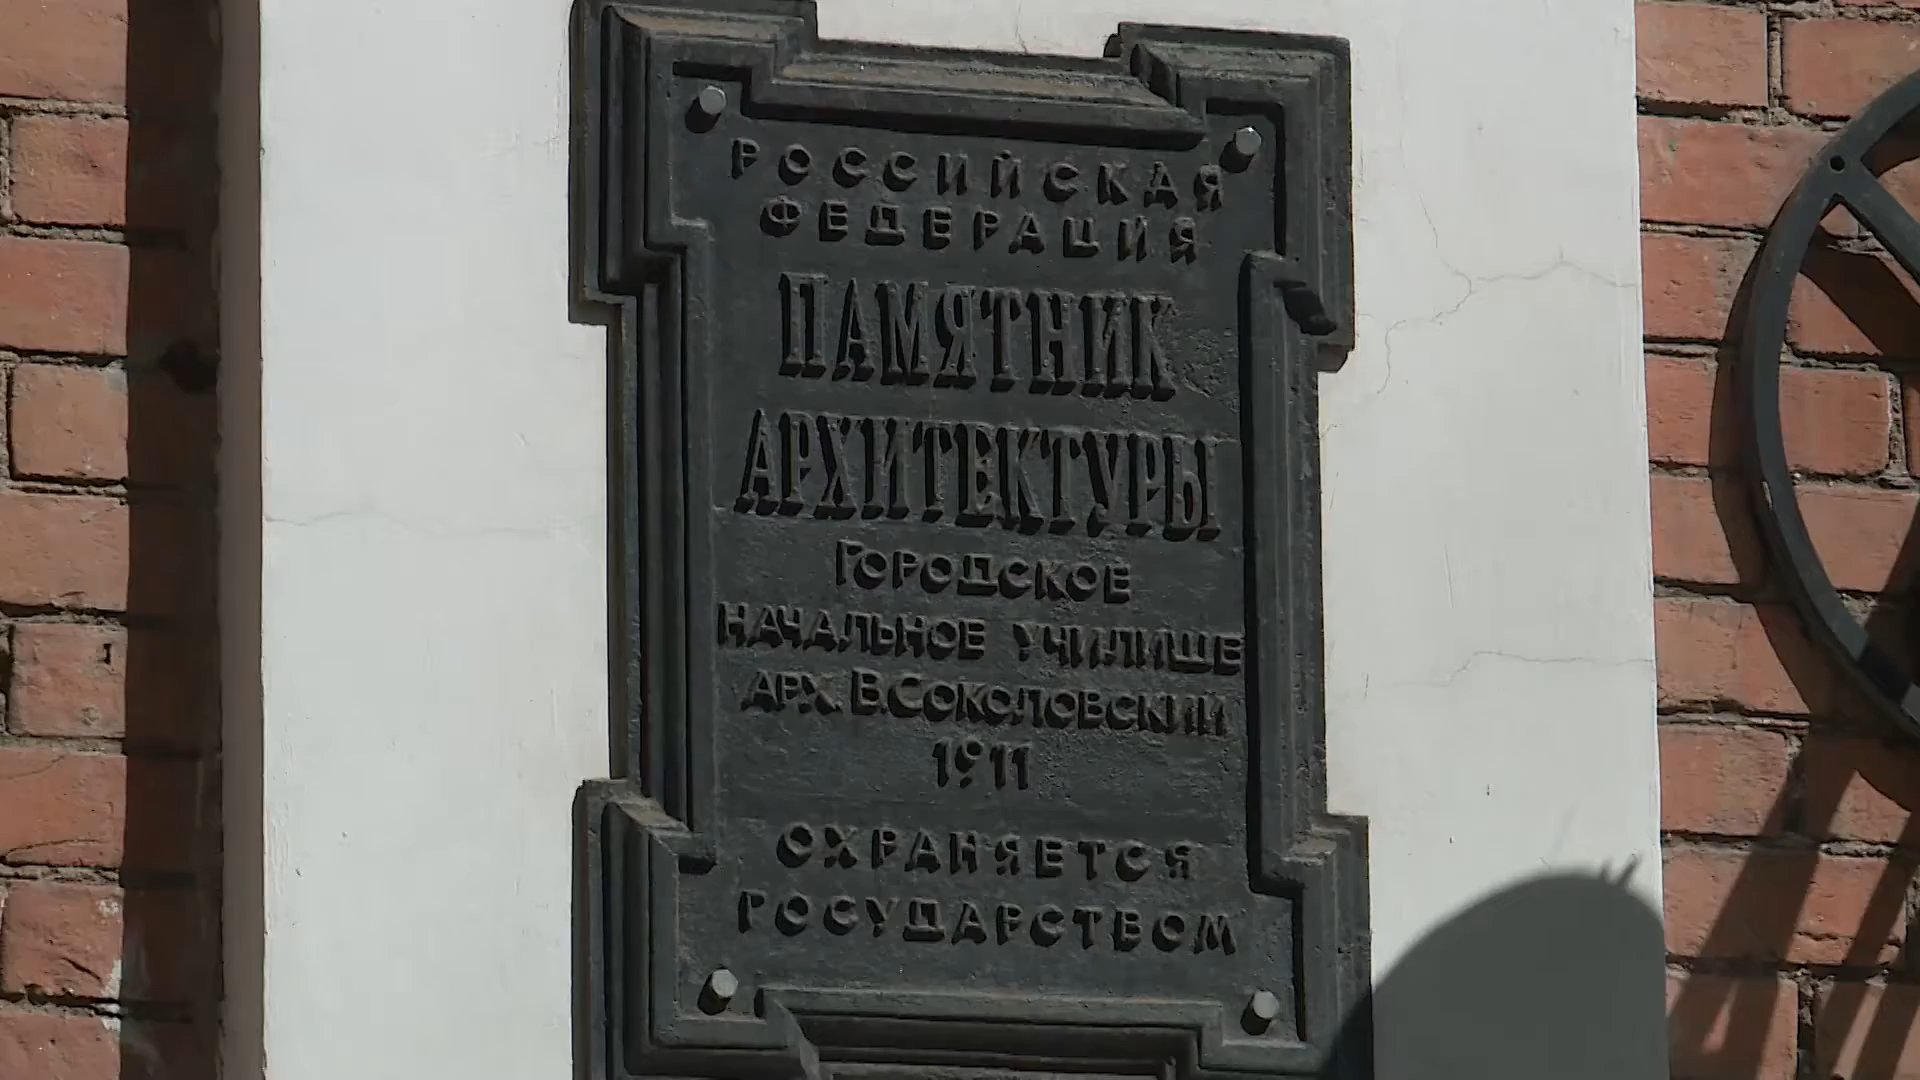 РОССИЙСКАЯ
ФЕДЕРАЦИЯ
ПАМЯТНИК
АРХИТЕКТУРЫ
ГОРОДСКОЕ
НАЧАЛЬНОЕ УЧИЛИЩЕ
АРХ. В.СОКОЛОВСКИЙ
1911
ОХРАНЯЕТСЯ
ГОСУДАРСТВОМ